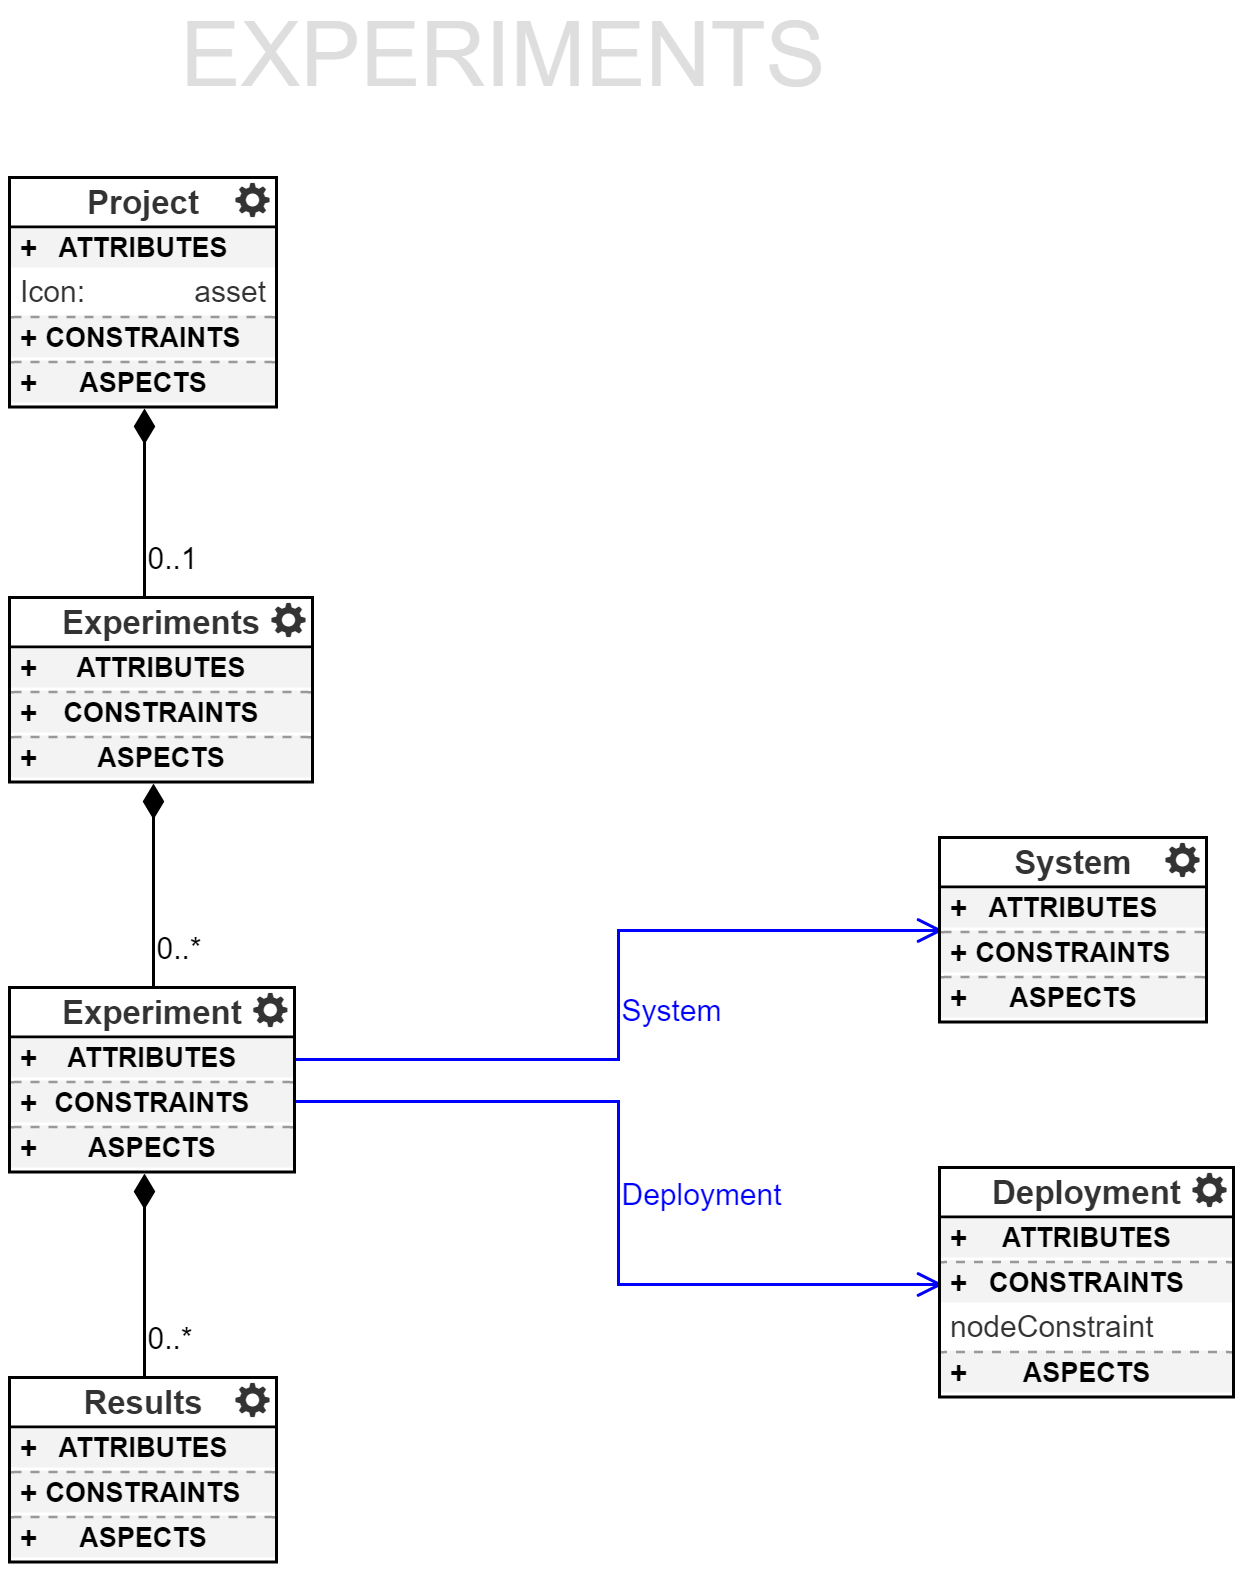 EXPERIMENTS
Project
+ ATTRIBUTES
Icon: asset
+ CONSTRAINTS
+ ASPECTS
0..1
Experiments
+ ATTRIBUTES
+ CONSTRAINTS
+ ASPECTS
0..*
Experiment
+ ATTRIBUTES
+ CONSTRAINTS
+ ASPECTS
System
Deployment
System
+ ATTRIBUTES
+ CONSTRAINTS
+ ASPECTS
Deployment
+ ATTRIBUTES
+ CONSTRAINTS
nodeConstraint
+ ASPECTS
0..*
Results
+ ATTRIBUTES
+ CONSTRAINTS
+ ASPECTS